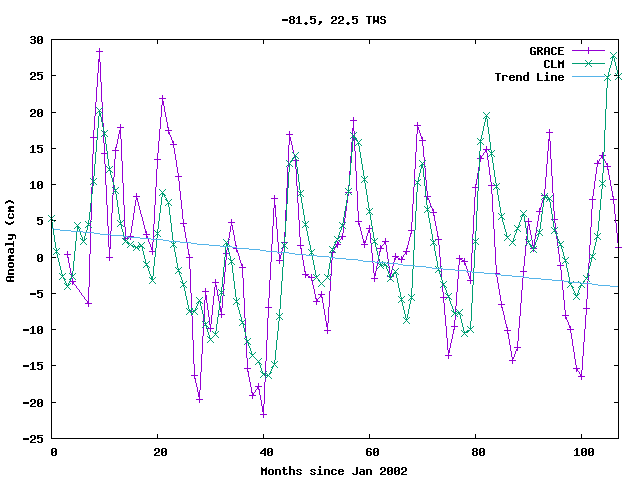 -81.5, 22.5 TWS
GRACE
CLM
Trend Line
30
25
20
15
10
5
0
-5
-10
-15
-20
-25
Anomaly (cm)
0 20 40 60 80 100
Months since Jan 2002